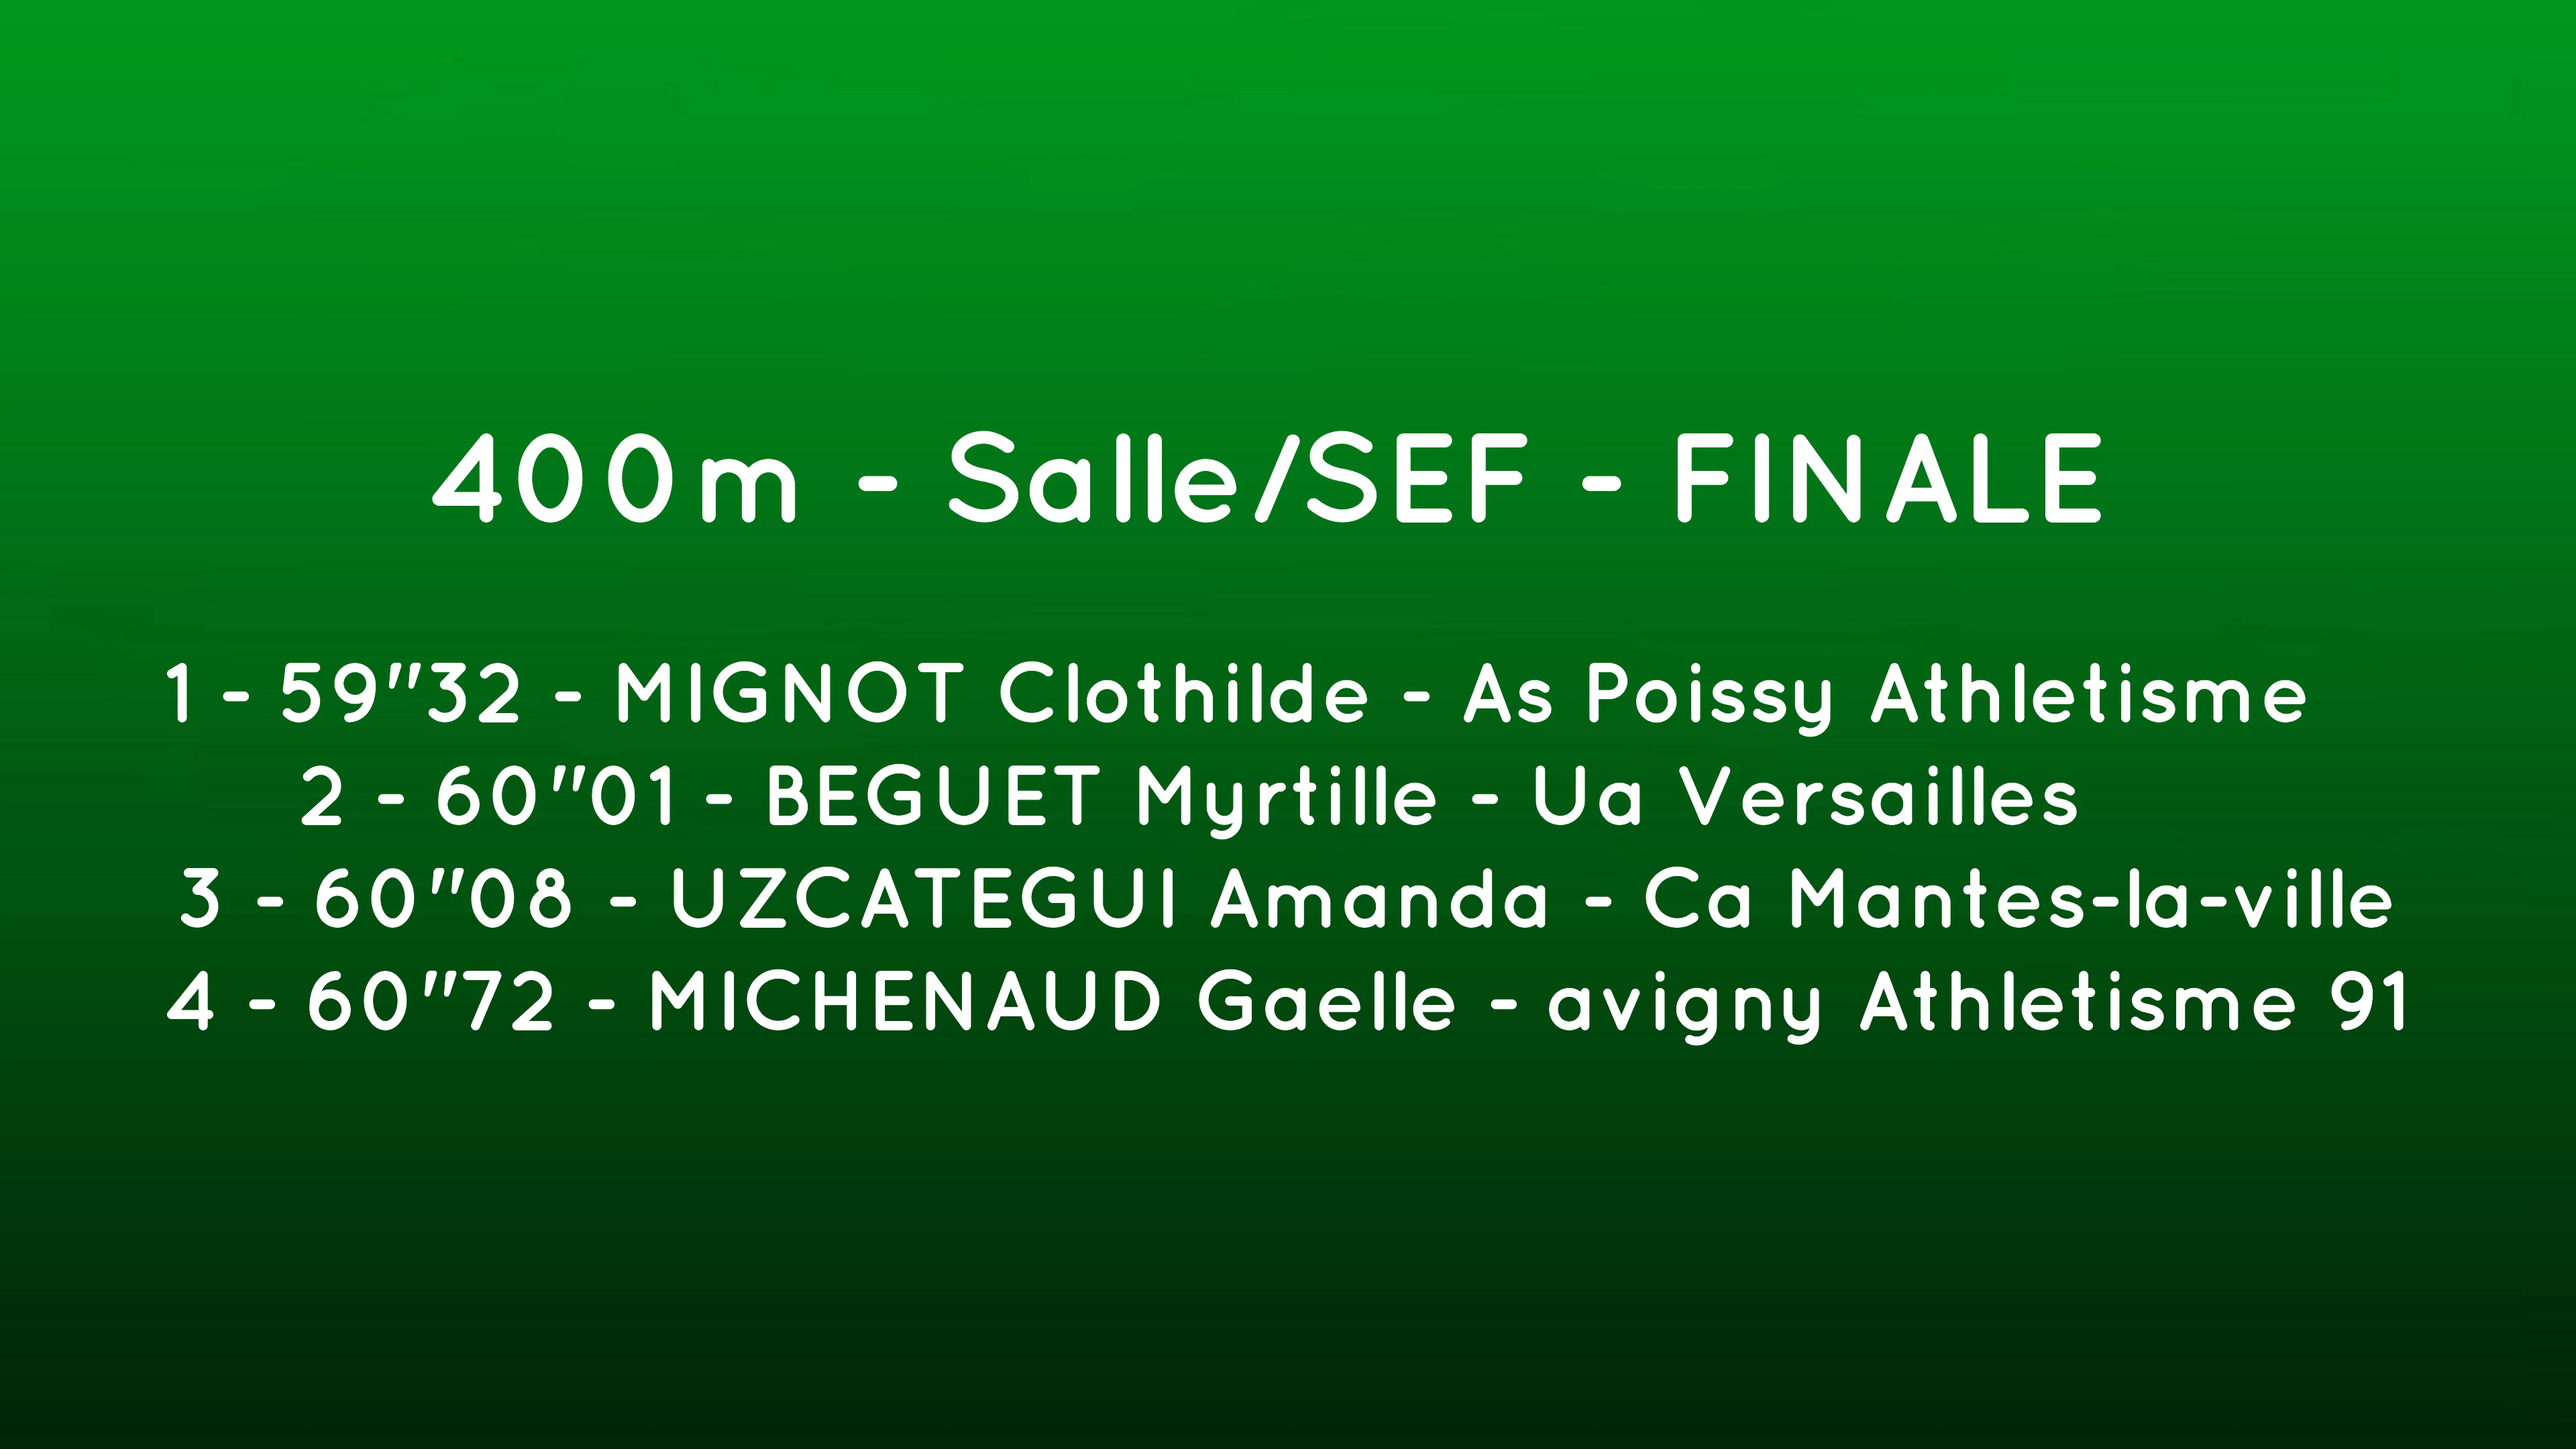 400m - Salle/SEF - FINALE
1 - 59"32 - MIGNOT Clothilde - As Poissy Athletisme
2 - 60"01 - BEGUET Myrtille - Ua Versailles
3 - 60"08 - UZCATEGUI Amanda - Ca Mantes-la-ville
4 - 60"72 - MICHENAUD Gaelle - avigny Athletisme 91